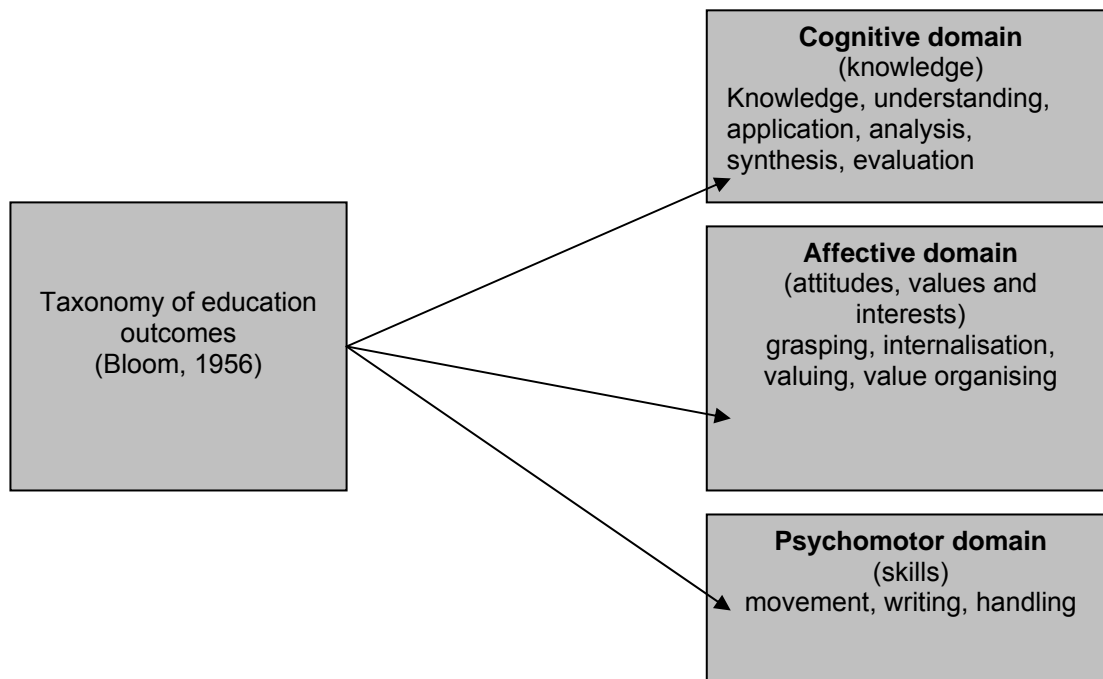 Taxonomy of education
outcomes
(Bloom, 1956)
Cognitive domain
(knowledge)
Knowledge, understanding,
application, analysis,
synthesis, evaluation
Affective domain
(attitudes, values and
interests)
grasping, internalisation,
valuing, value organising
Psychomotor domain
(skills)
movement, writing, handling